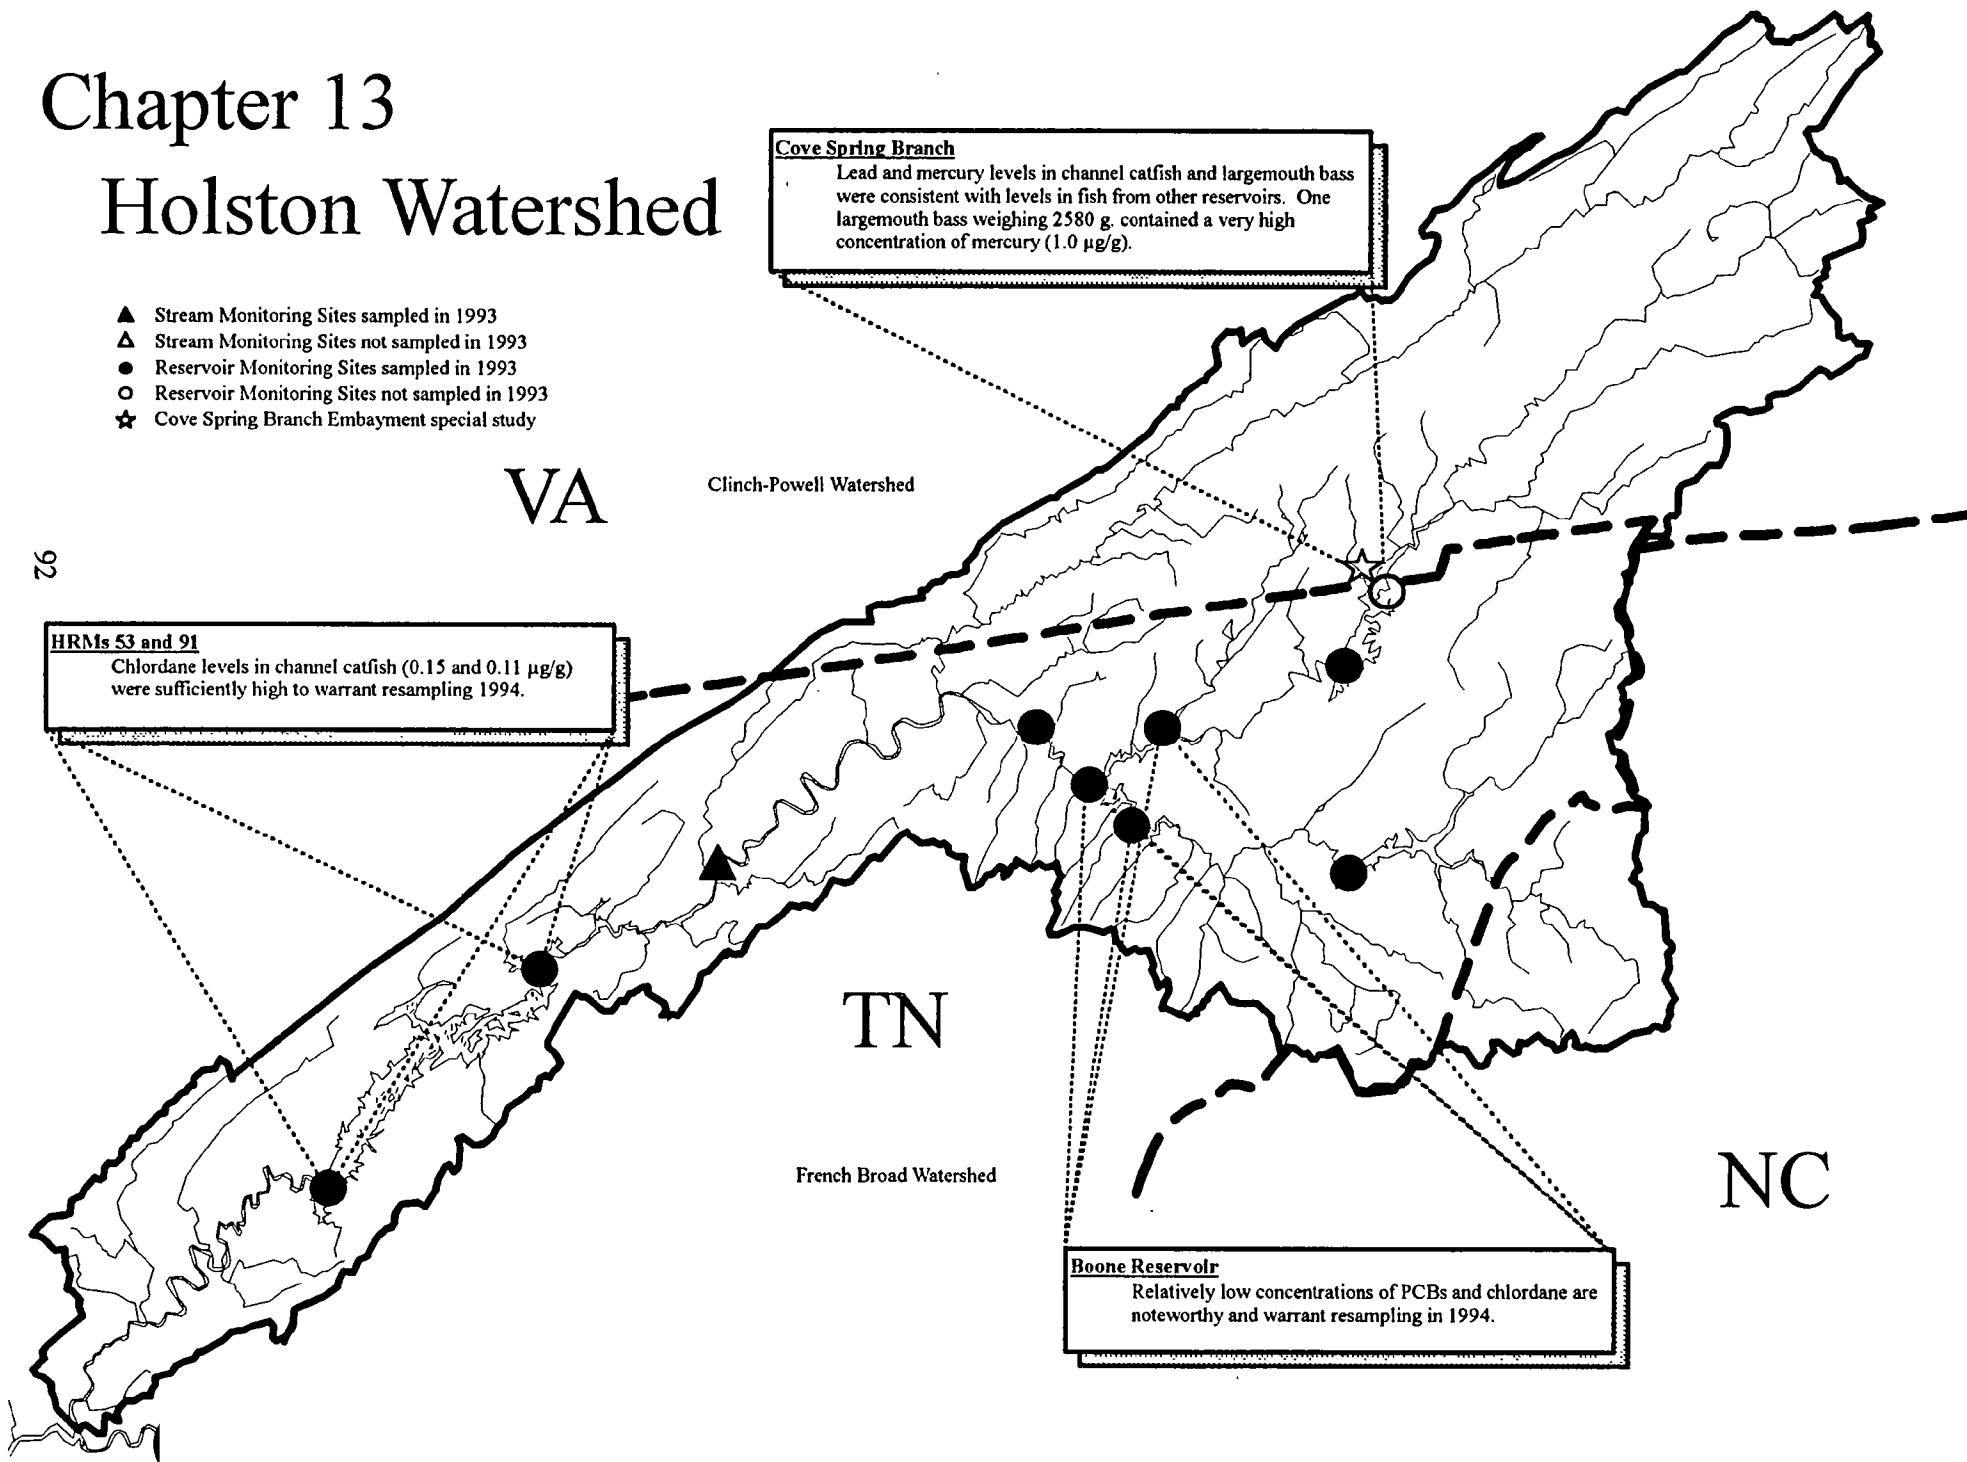 Chapter 13
Holston Watershed
Cove Spring Branch
Lead and mercury levels in channel catfish and largemouth bass
were consistent with levels in fish from other reservoirs. One
largemouth bass weighing 2580 g. contained a very high
concentration of mercury (1.0 µg/g).
Stream Monitoring Sites sampled in 1993
Stream Monitoring Sites not sampled in 1993
Reservoir Monitoring Sites sampled in 1993
Reservoir Monitoring Sites not sampled in 1993
Cove Spring Branch Embayment special study
VA
Clinch-Powell Watershed
92
HRMs 53 and 91
Chlordane levels in channel catfish (0.15 and 0.11 µg/g)
were sufficiently high to warrant resampling 1994.
TN
French Broad Watershed
NC
Boone Reservoir
Relatively low concentrations of PCBs and chlordane are
noteworthy and warrant resampling in 1994.